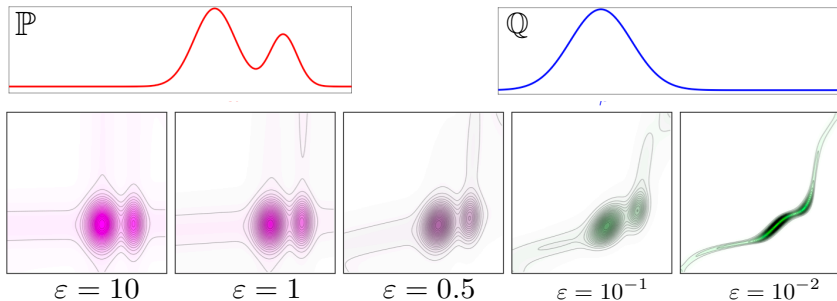 ℙ
ℚ
ε = 10
ε = 1
ε = 0.5
ε = 10⁻¹
ε = 10⁻²